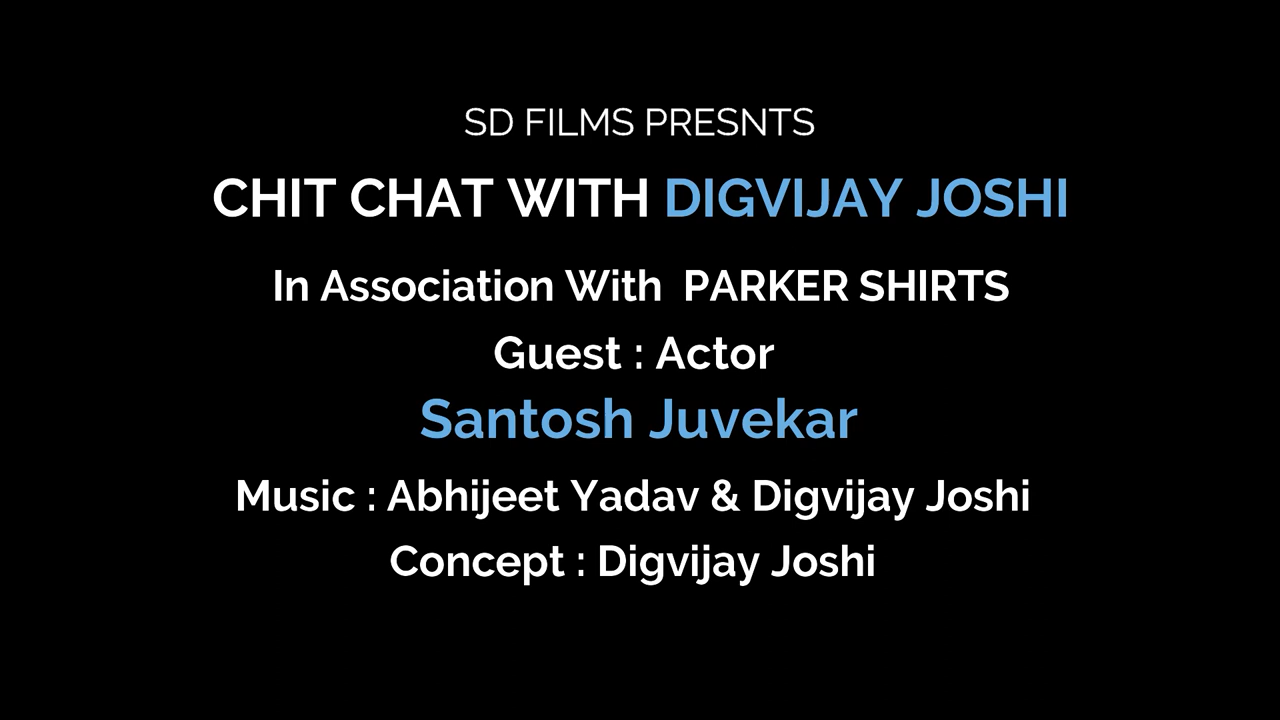 SD FILMS PRESNTS
CHIT CHAT WITH DIGVIJAY JOSHI
In Association With  PARKER SHIRTS
Guest : Actor
Santosh Juvekar
Music : Abhijeet Yadav & Digvijay Joshi
Concept : Digvijay Joshi